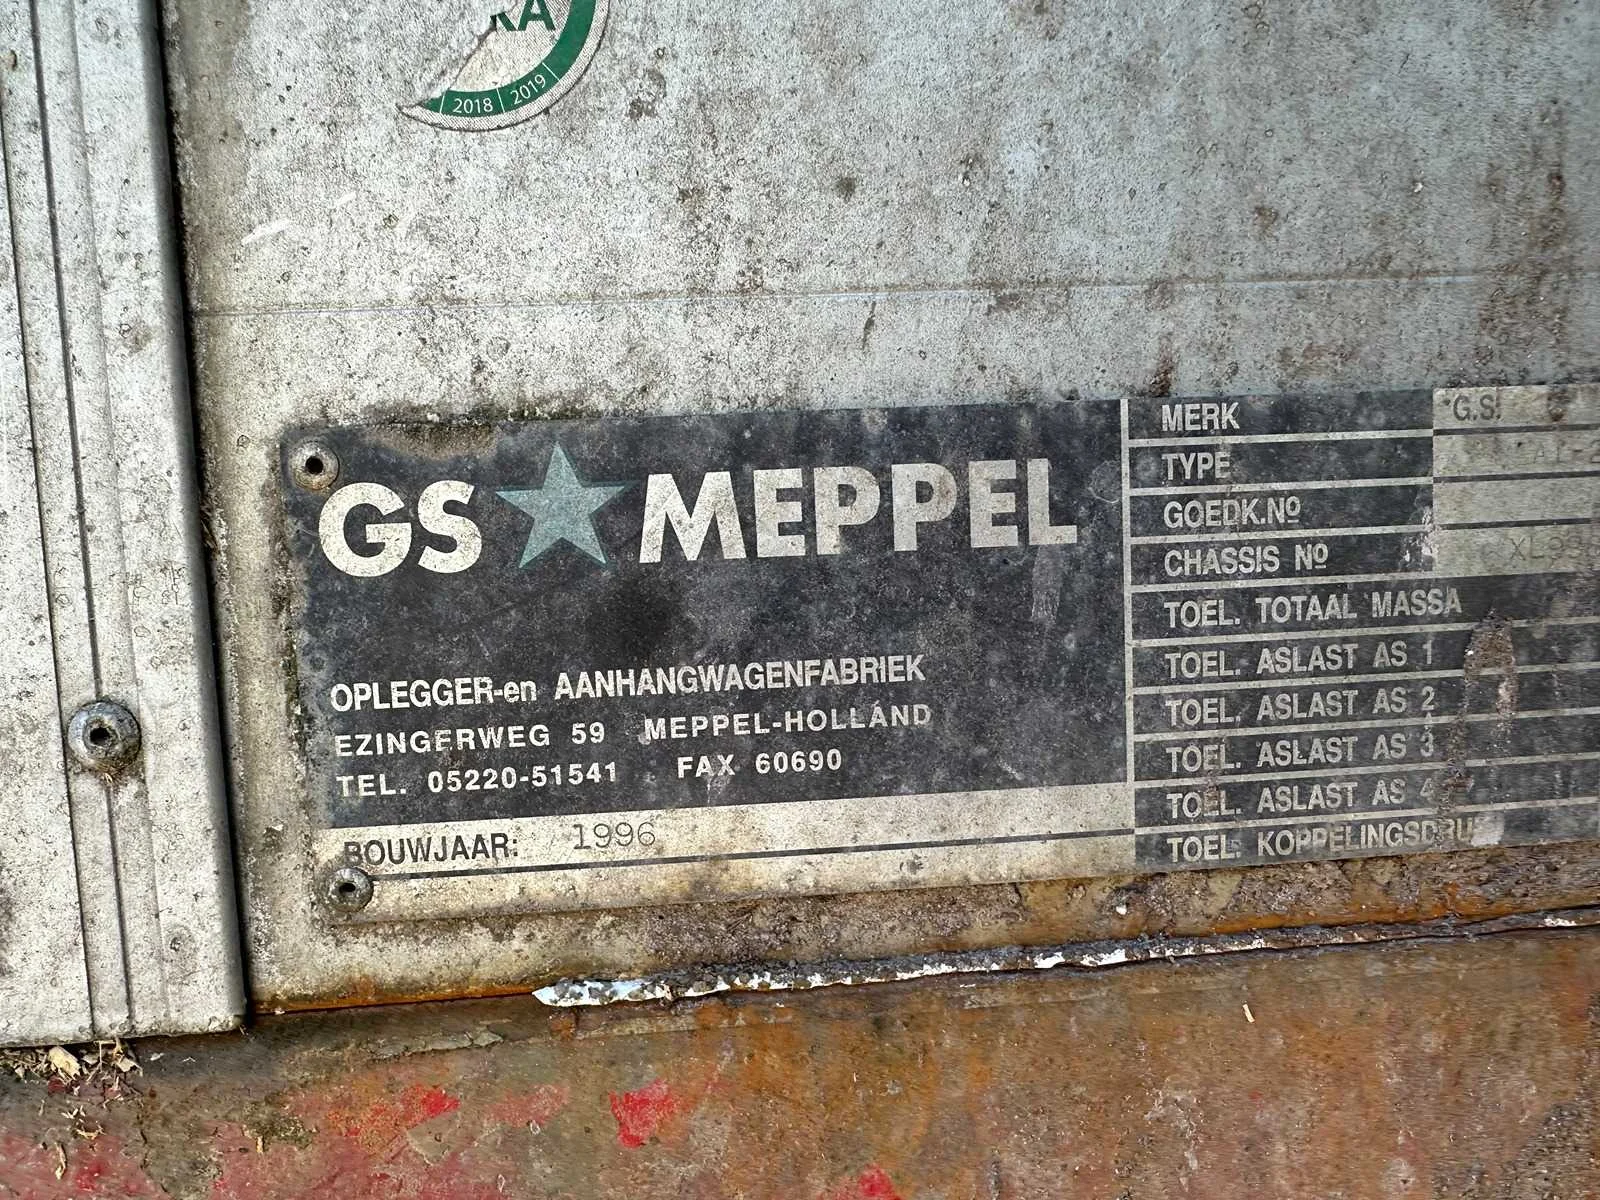 2018 2019
GS MEPPEL
OPLEGGER-en AANHANGWAGENFABRIEK
EZINGERWEG 59 MEPPEL-HOLLAND
TEL. 05220-51541 FAX 60690
BOUWJAAR: 1996
MERK G.S.
TYPE
GOEDK.Nº
CHASSIS Nº
TOEL. TOTAAL MASSA
TOEL. ASLAST AS 1
TOEL. ASLAST AS 2
TOEL. ASLAST AS 3
TOEL. ASLAST AS 4
TOEL.